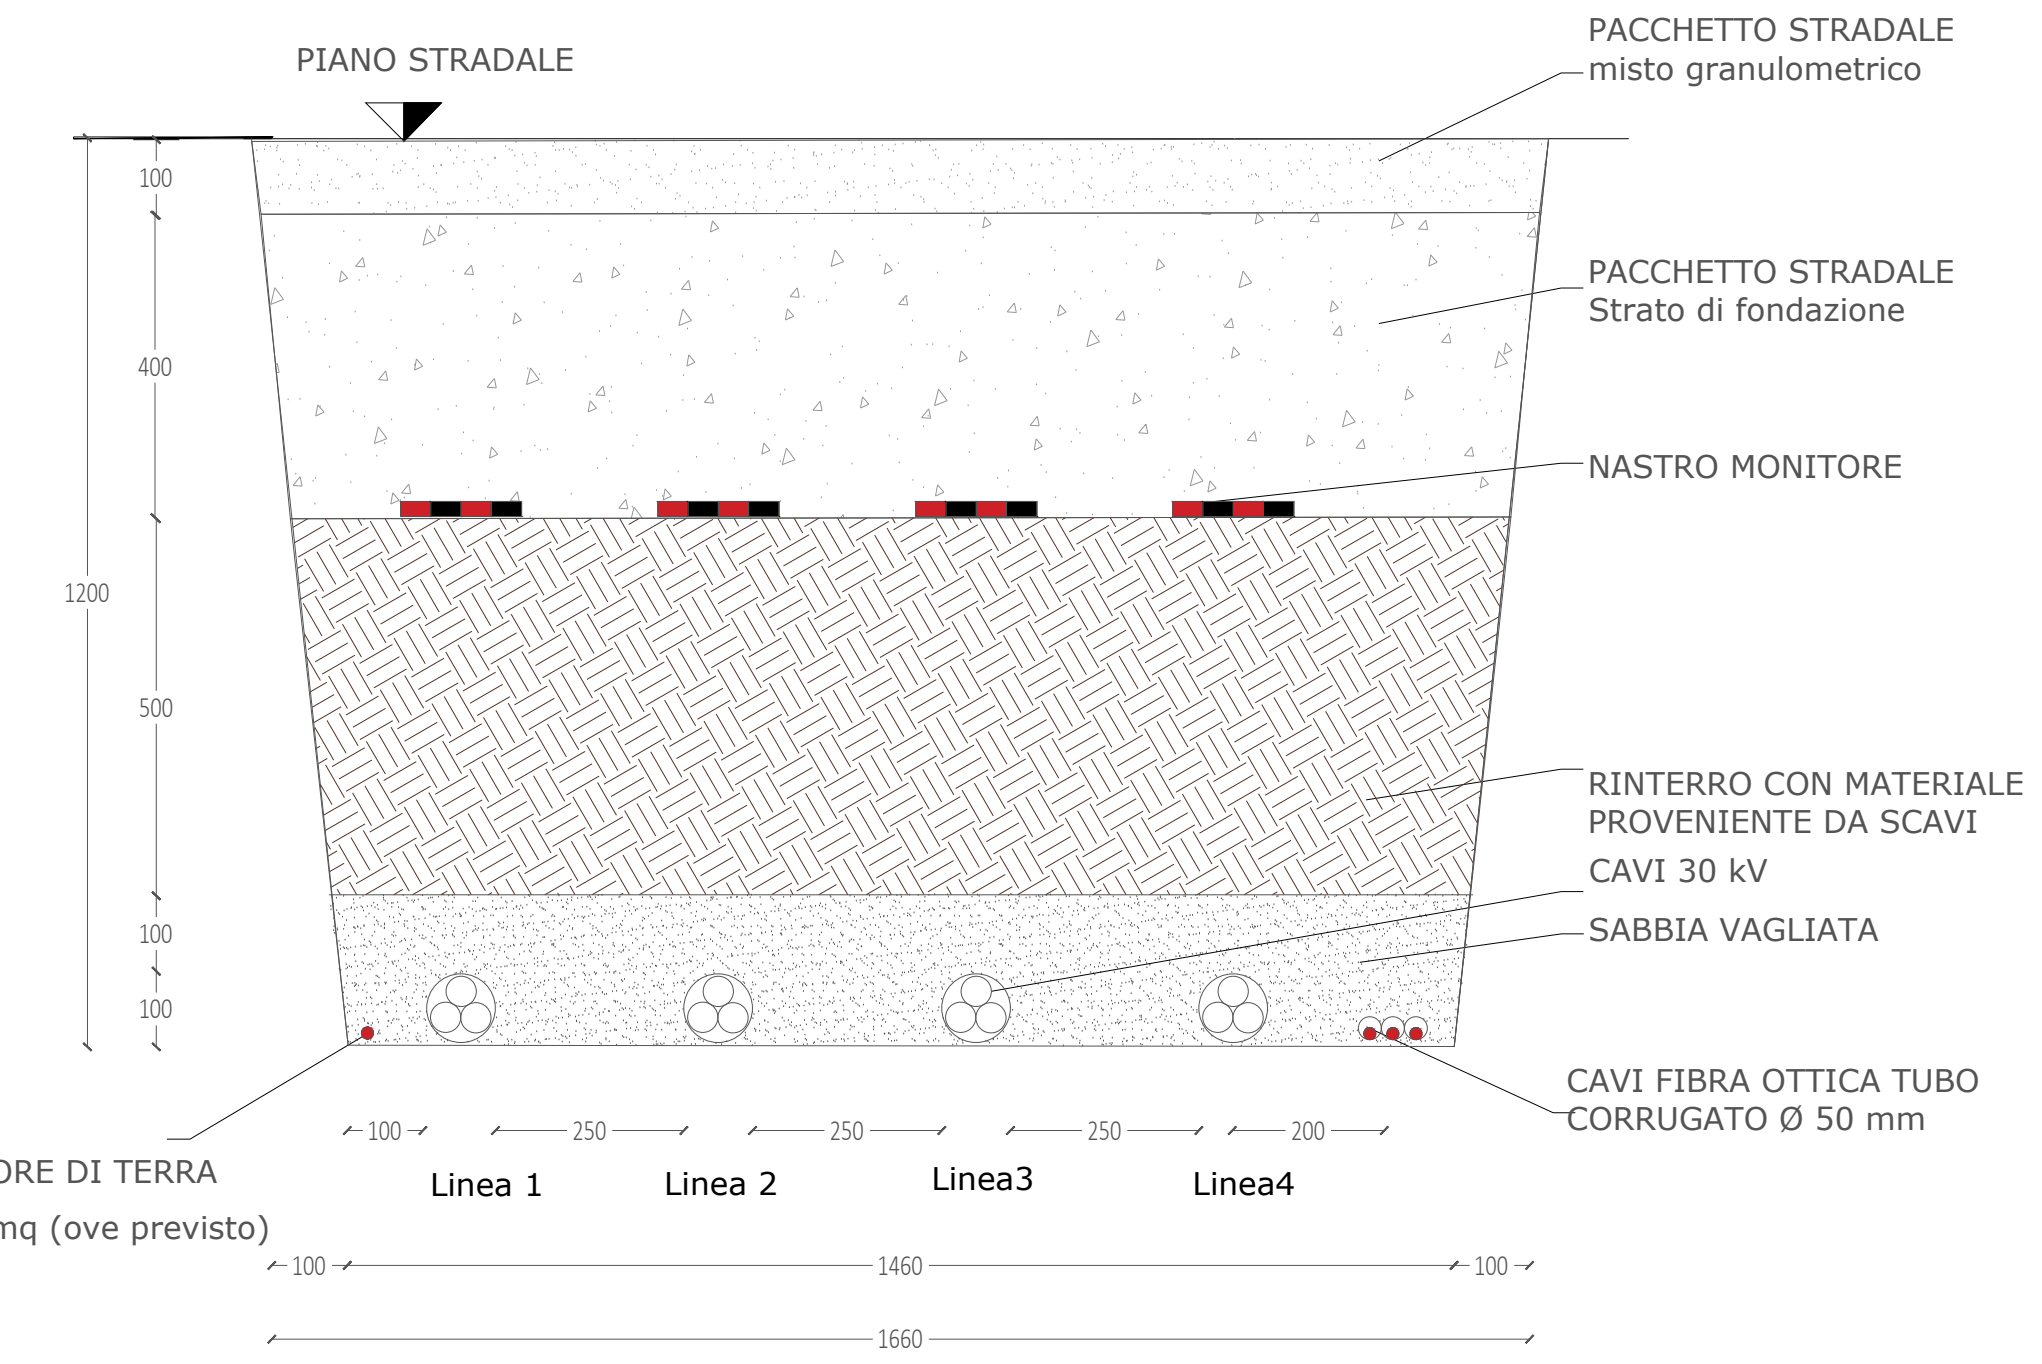 PACCHETTO STRADALE
misto granulometrico
PIANO STRADALE
100
PACCHETTO STRADALE
Strato di fondazione
400
NASTRO MONITORE
1200
500
RINTERRO CON MATERIALE
PROVENIENTE DA SCAVI
CAVI 30 kV
SABBIA VAGLIATA
100
100
CAVI FIBRA OTTICA TUBO
CORRUGATO Ø 50 mm
100 250 250 250 200
ORE DI TERRA
mq (ove previsto)
Linea 1 Linea 2 Linea3 Linea4
100 1460 100
1660